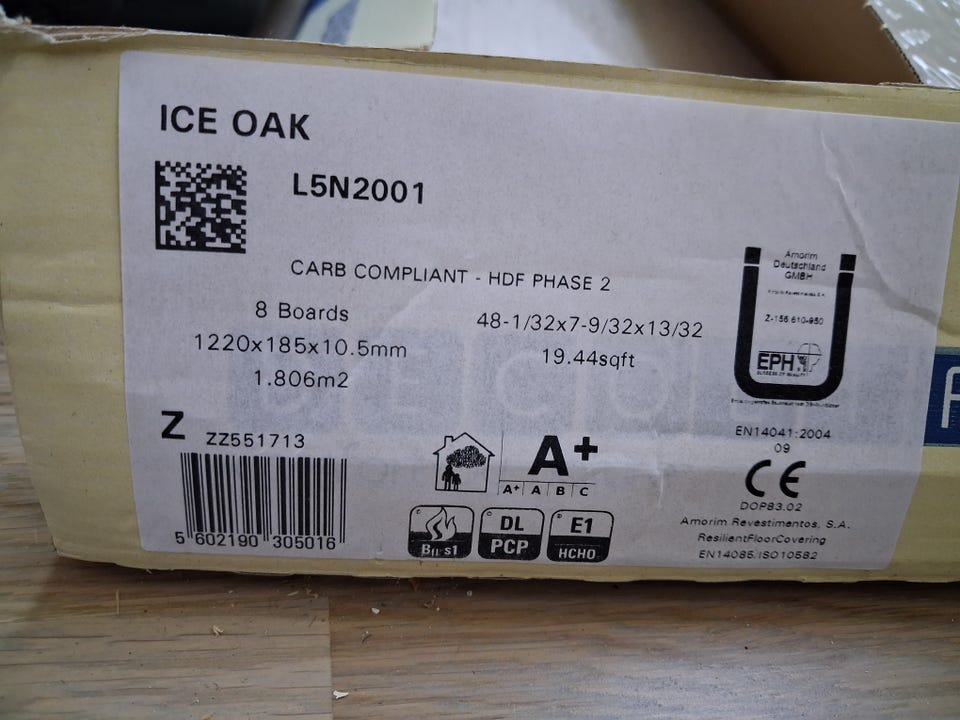 ICE OAK
L5N2001
CARB COMPLIANT - HDF PHASE 2
8 Boards
1220x185x10.5mm
1.806m2
48-1/32x7-9/32x13/32
19.44sqft
Amorim
Deutschland
GMBH
Amorim Revestimentos S.A.
Z-156.610-950
EPH
EN14041:2004
09
CE
DOP83.02
Amorim Revestimentos, S.A.
ResilientFloorCovering
EN14085/ISO10582
Z ZZ551713
5 602190 305016
A+
A+ A B C
Bfl-s1
DL
PCP
E1
HCHO